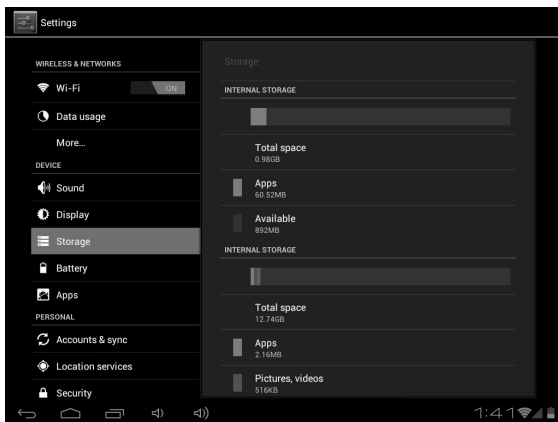 Settings
WIRELESS & NETWORKS
Wi-Fi
ON
Data usage
More...
DEVICE
Sound
Display
Storage
Battery
Apps
PERSONAL
Accounts & sync
Location services
Security
Storage
INTERNAL STORAGE
Total space
0.98GB
Apps
60.52MB
Available
892MB
INTERNAL STORAGE
Total space
12.74GB
Apps
2.16MB
Pictures, videos
516KB
1:41